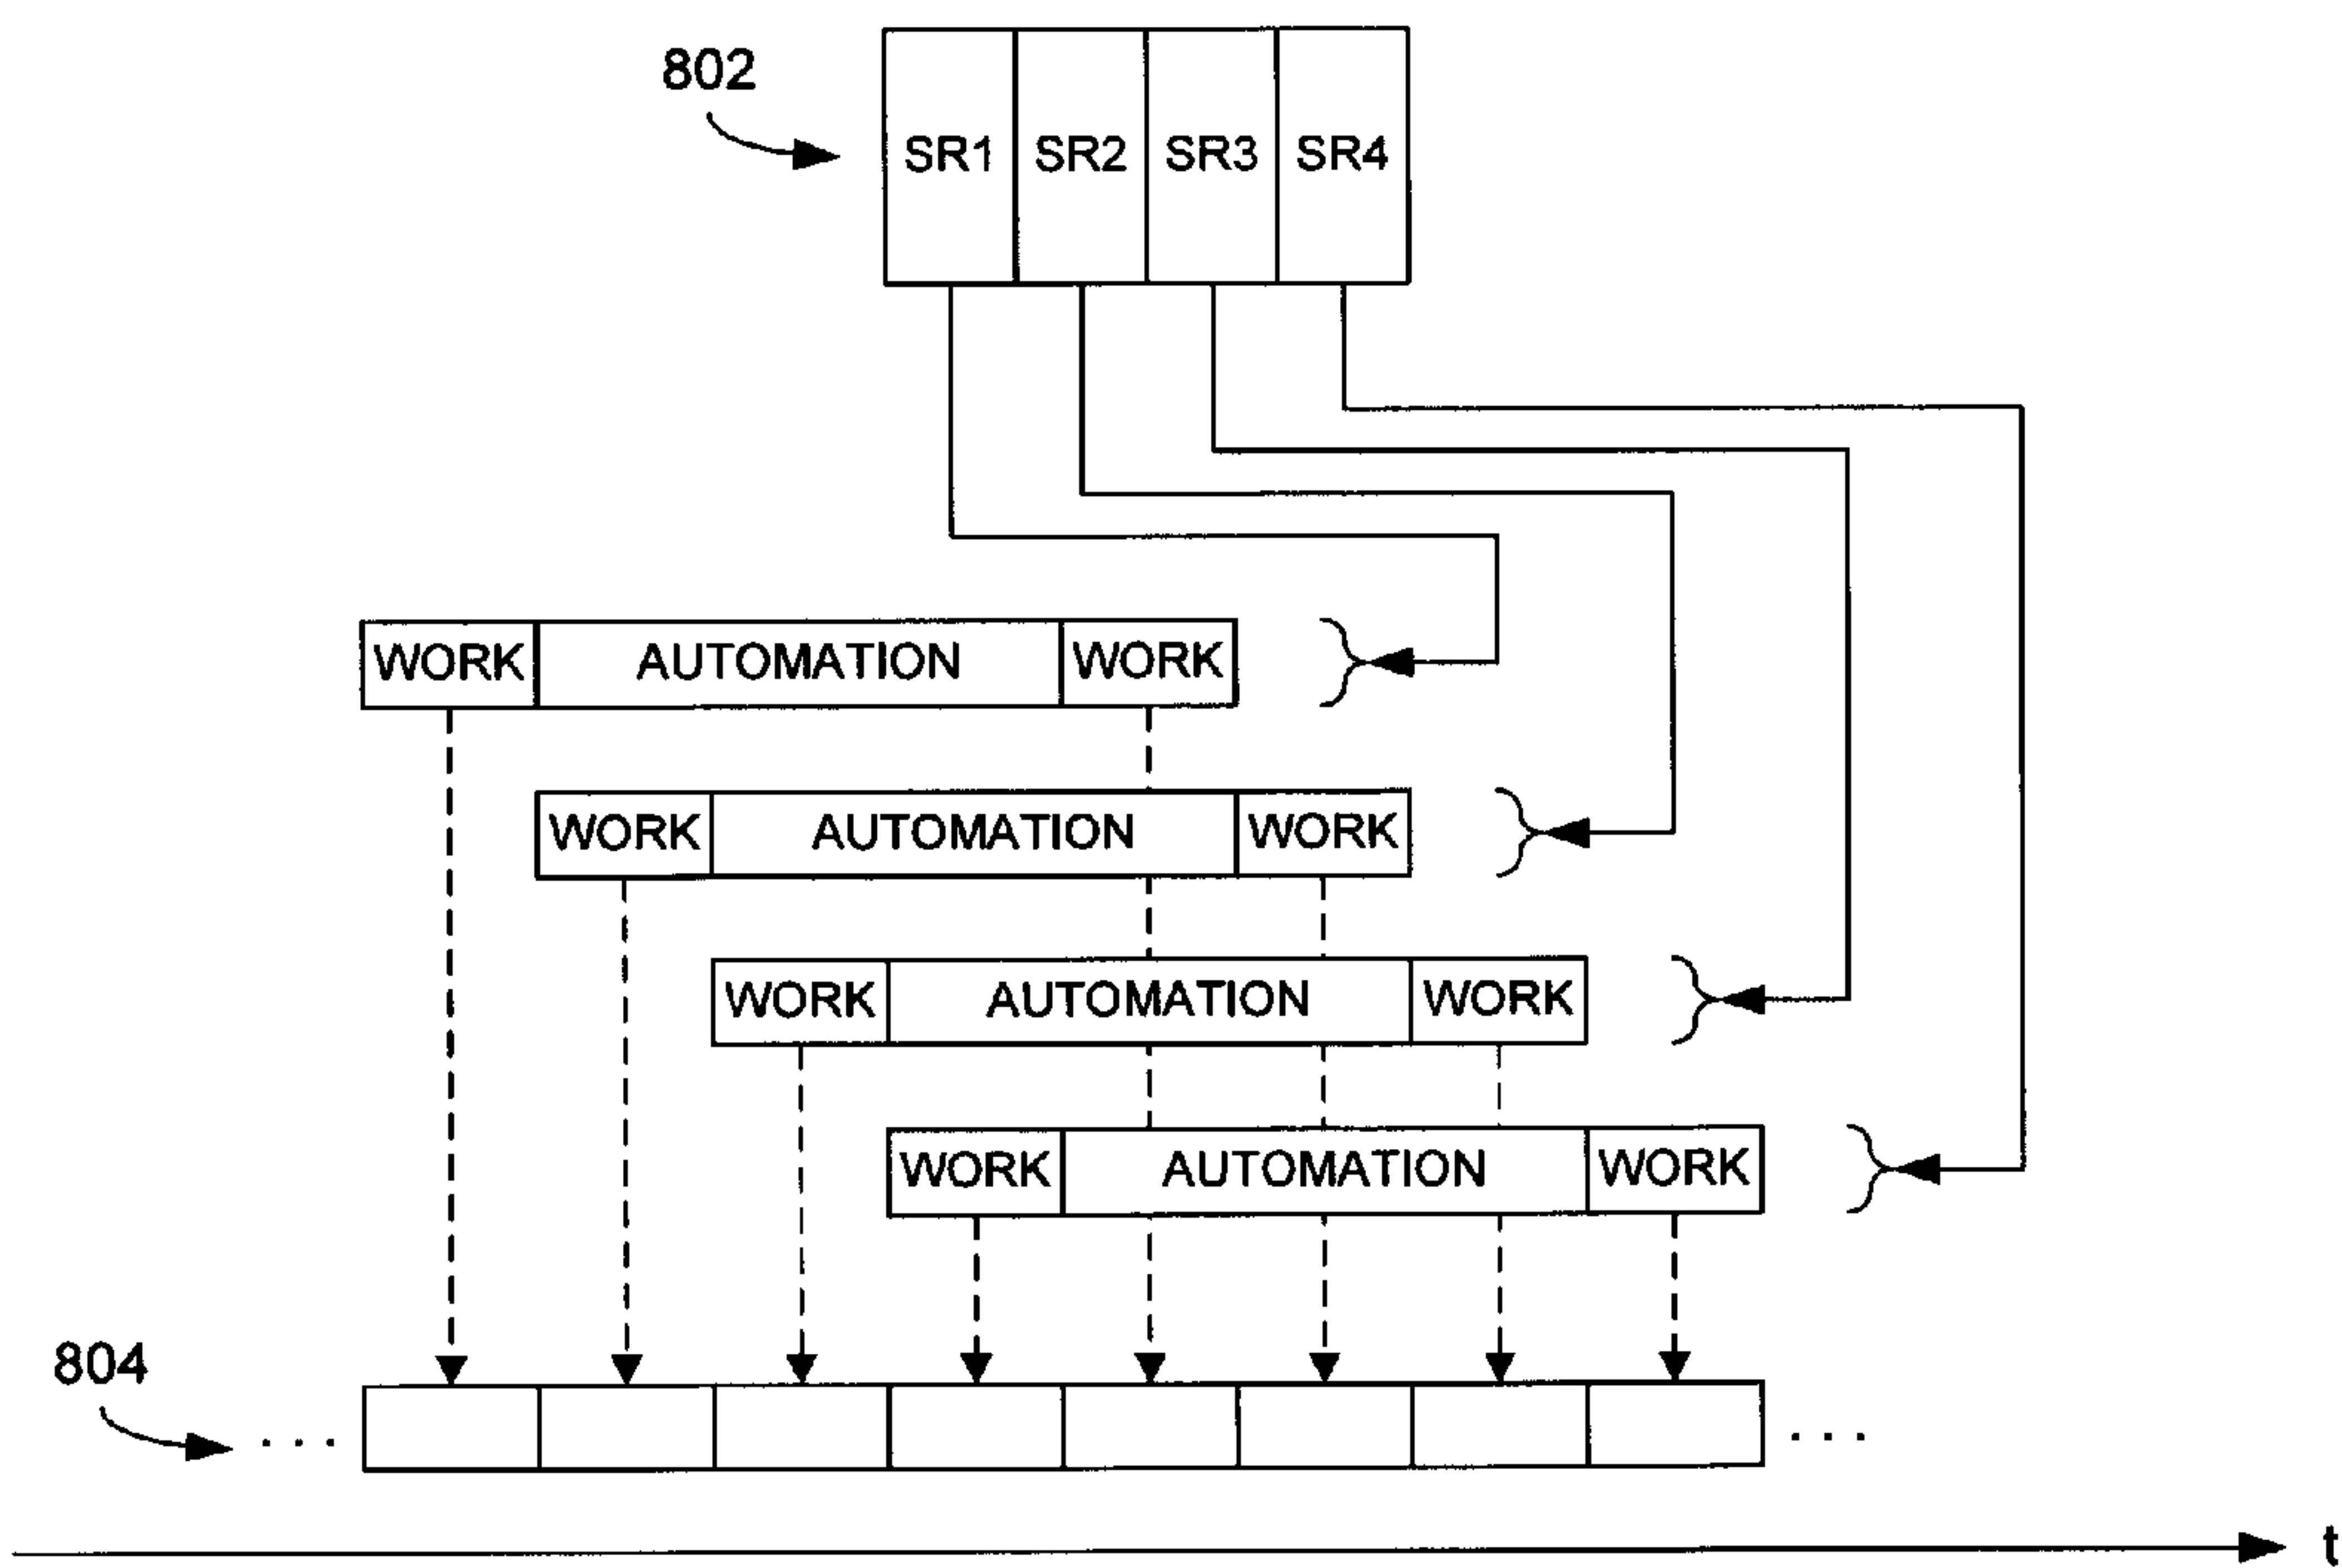 802
SR1 SR2 SR3 SR4
WORK AUTOMATION WORK
WORK AUTOMATION WORK
WORK AUTOMATION WORK
WORK AUTOMATION WORK
804
... ...
t